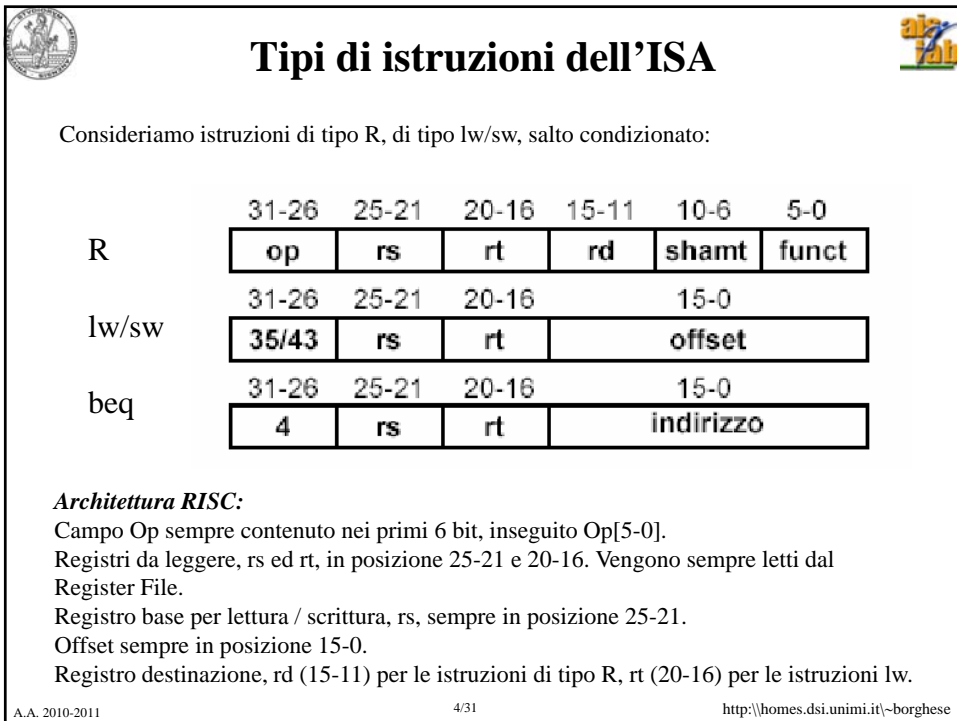 Tipi di istruzioni dell'ISA
Consideriamo istruzioni di tipo R, di tipo lw/sw, salto condizionato:
31-26 25-21 20-16 15-11 10-6 5-0
R op rs rt rd shamt funct
31-26 25-21 20-16 15-0
lw/sw 35/43 rs rt offset
31-26 25-21 20-16 15-0
beq 4 rs rt indirizzo
Architettura RISC:
Campo Op sempre contenuto nei primi 6 bit, inseguito Op[5-0].
Registri da leggere, rs ed rt, in posizione 25-21 e 20-16. Vengono sempre letti dal
Register File.
Registro base per lettura / scrittura, rs, sempre in posizione 25-21.
Offset sempre in posizione 15-0.
Registro destinazione, rd (15-11) per le istruzioni di tipo R, rt (20-16) per le istruzioni lw.
A.A. 2010-2011 4/31 http:\\homes.dsi.unimi.it\~borghese